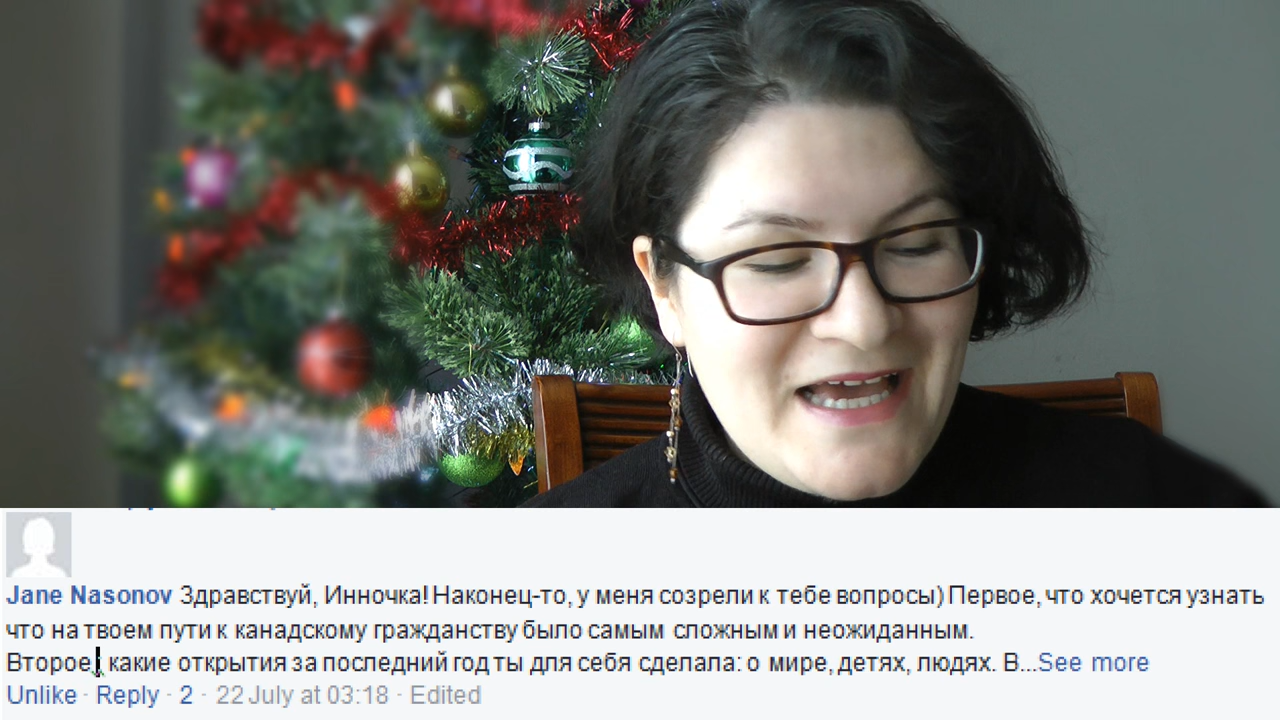 Jane Nasonov Здравствуй, Инночка! Наконец-то, у меня созрели к тебе вопросы) Первое, что хочется узнать
что на твоем пути к канадскому гражданству было самым сложным и неожиданным.
Второе, какие открытия за последний год ты для себя сделала: о мире, детях, людях. В...See more
Unlike · Reply · 2 · 22 July at 03:18 · Edited